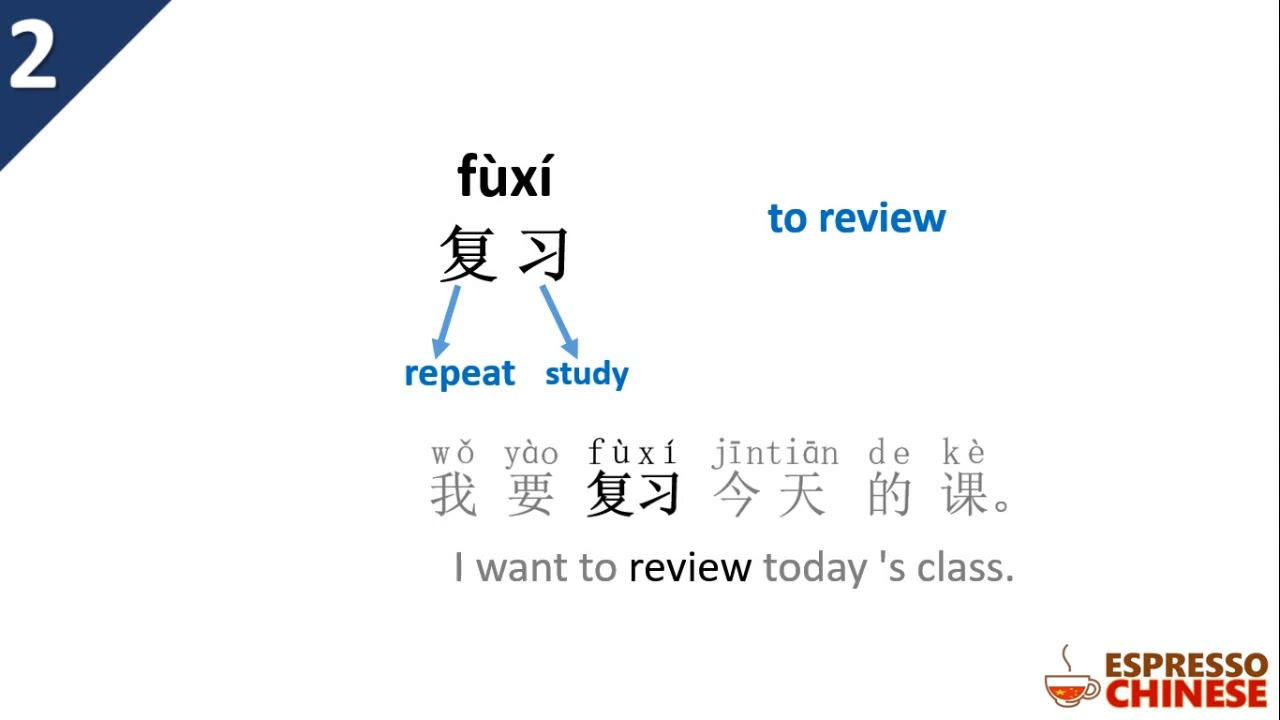 2
fùxí
复习
to review
repeat study
wǒ yào fùxí jīntiān de kè
我 要 复习 今天 的 课。
I want to review today 's class.
ESPRESSO
CHINESE